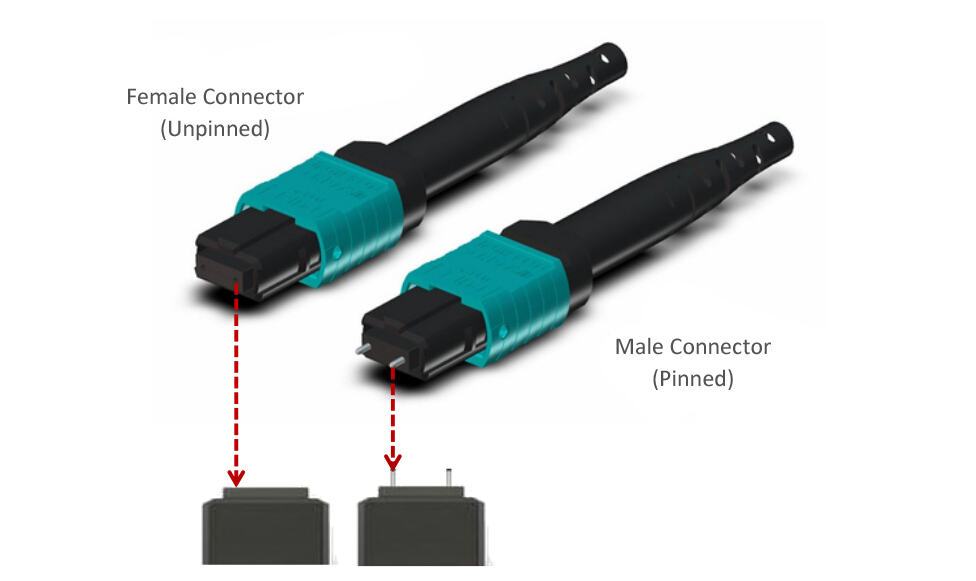 Female Connector
(Unpinned)
Male Connector
(Pinned)